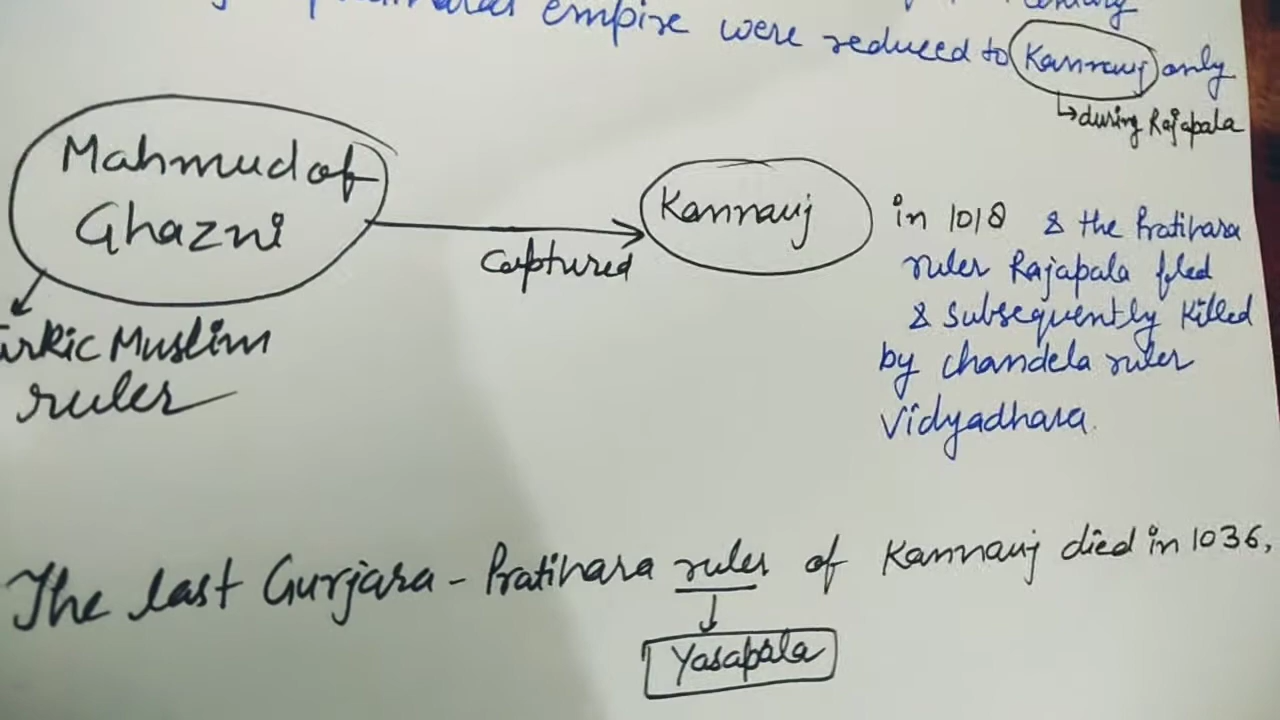 empire were reduced to Kannauj only
↳ during Rajapala
Mahmud of
Ghazni
captured
Kannauj
in 1018 & the Pratihara
ruler Rajapala fled
& subsequently killed
by chandela ruler
Vidyadhara.
Muslim
ruler
The last Gurjara - Pratihara ruler of Kannauj died in 1036,
Yasapala